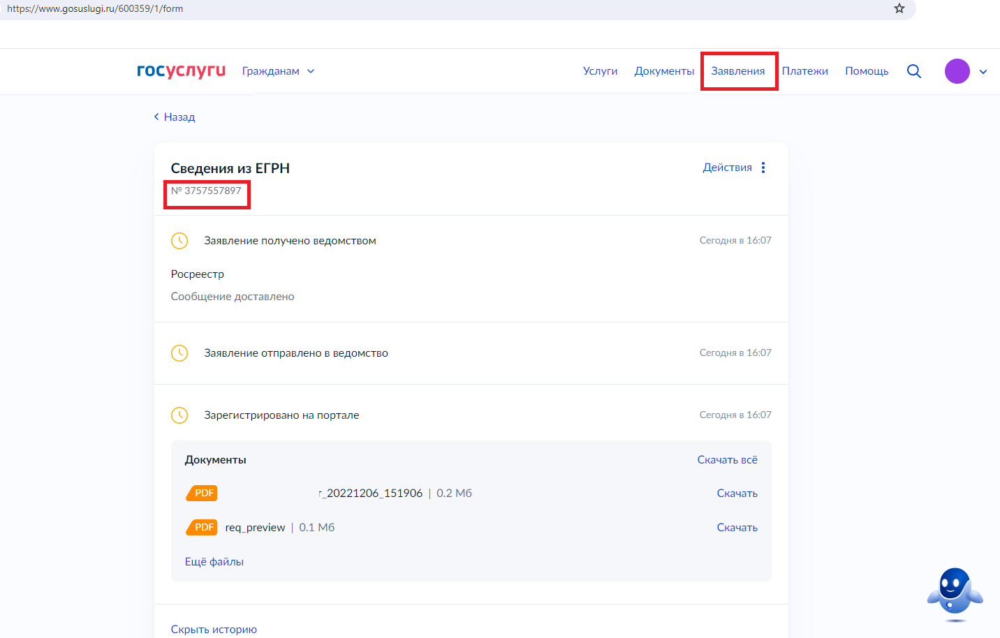 https://www.gosuslugi.ru/600359/1/form
госуслуги Гражданам Услуги Документы Заявления Платежи Помощь
Назад
Сведения из ЕГРН Действия
№ 3757557897
Заявление получено ведомством Сегодня в 16:07
Росреестр
Сообщение доставлено
Заявление отправлено в ведомство Сегодня в 16:07
Зарегистрировано на портале Сегодня в 16:07
Документы Скачать всё
PDF _20221206_151906 | 0.2 Мб Скачать
PDF req_preview | 0.1 Мб Скачать
Ещё файлы
Скрыть историю